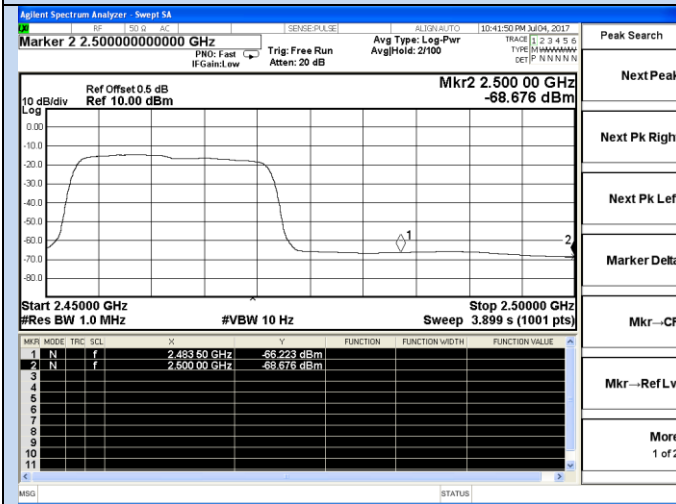 Agilent Spectrum Analyzer - Swept SA
RF 50 Ω AC SENSE:PULSE ALIGNAUTO 10:41:50 PM Jul 04, 2017
Marker 2 2.500000000000 GHz
Avg Type: Log-Pwr
TRACE 1 2 3 4 5 6
PNO: Fast
Trig: Free Run
Avg|Hold: 2/100
TYPE M
IFGain:Low
Atten: 20 dB
DET P N N N N N
Peak Search
Ref Offset 0.5 dB
Mkr2 2.500 00 GHz
10 dB/div Ref 10.00 dBm
-68.676 dBm
Log
0.00
-10.0
-20.0
-30.0
-40.0
-50.0
-60.0
-70.0
-80.0
1
2
Start 2.45000 GHz
Stop 2.50000 GHz
#Res BW 1.0 MHz
#VBW 10 Hz
Sweep 3.899 s (1001 pts)
MKR MODE TRC SCL X Y FUNCTION FUNCTION WIDTH FUNCTION VALUE
1 N f 2.483 50 GHz -66.223 dBm
2 N f 2.500 00 GHz -68.676 dBm
3
4
5
6
7
8
9
10
11
MSG
STATUS
Next Peak
Next Pk Righ
Next Pk Lef
Marker Delta
Mkr→CF
Mkr→Ref Lv
More
1 of 2